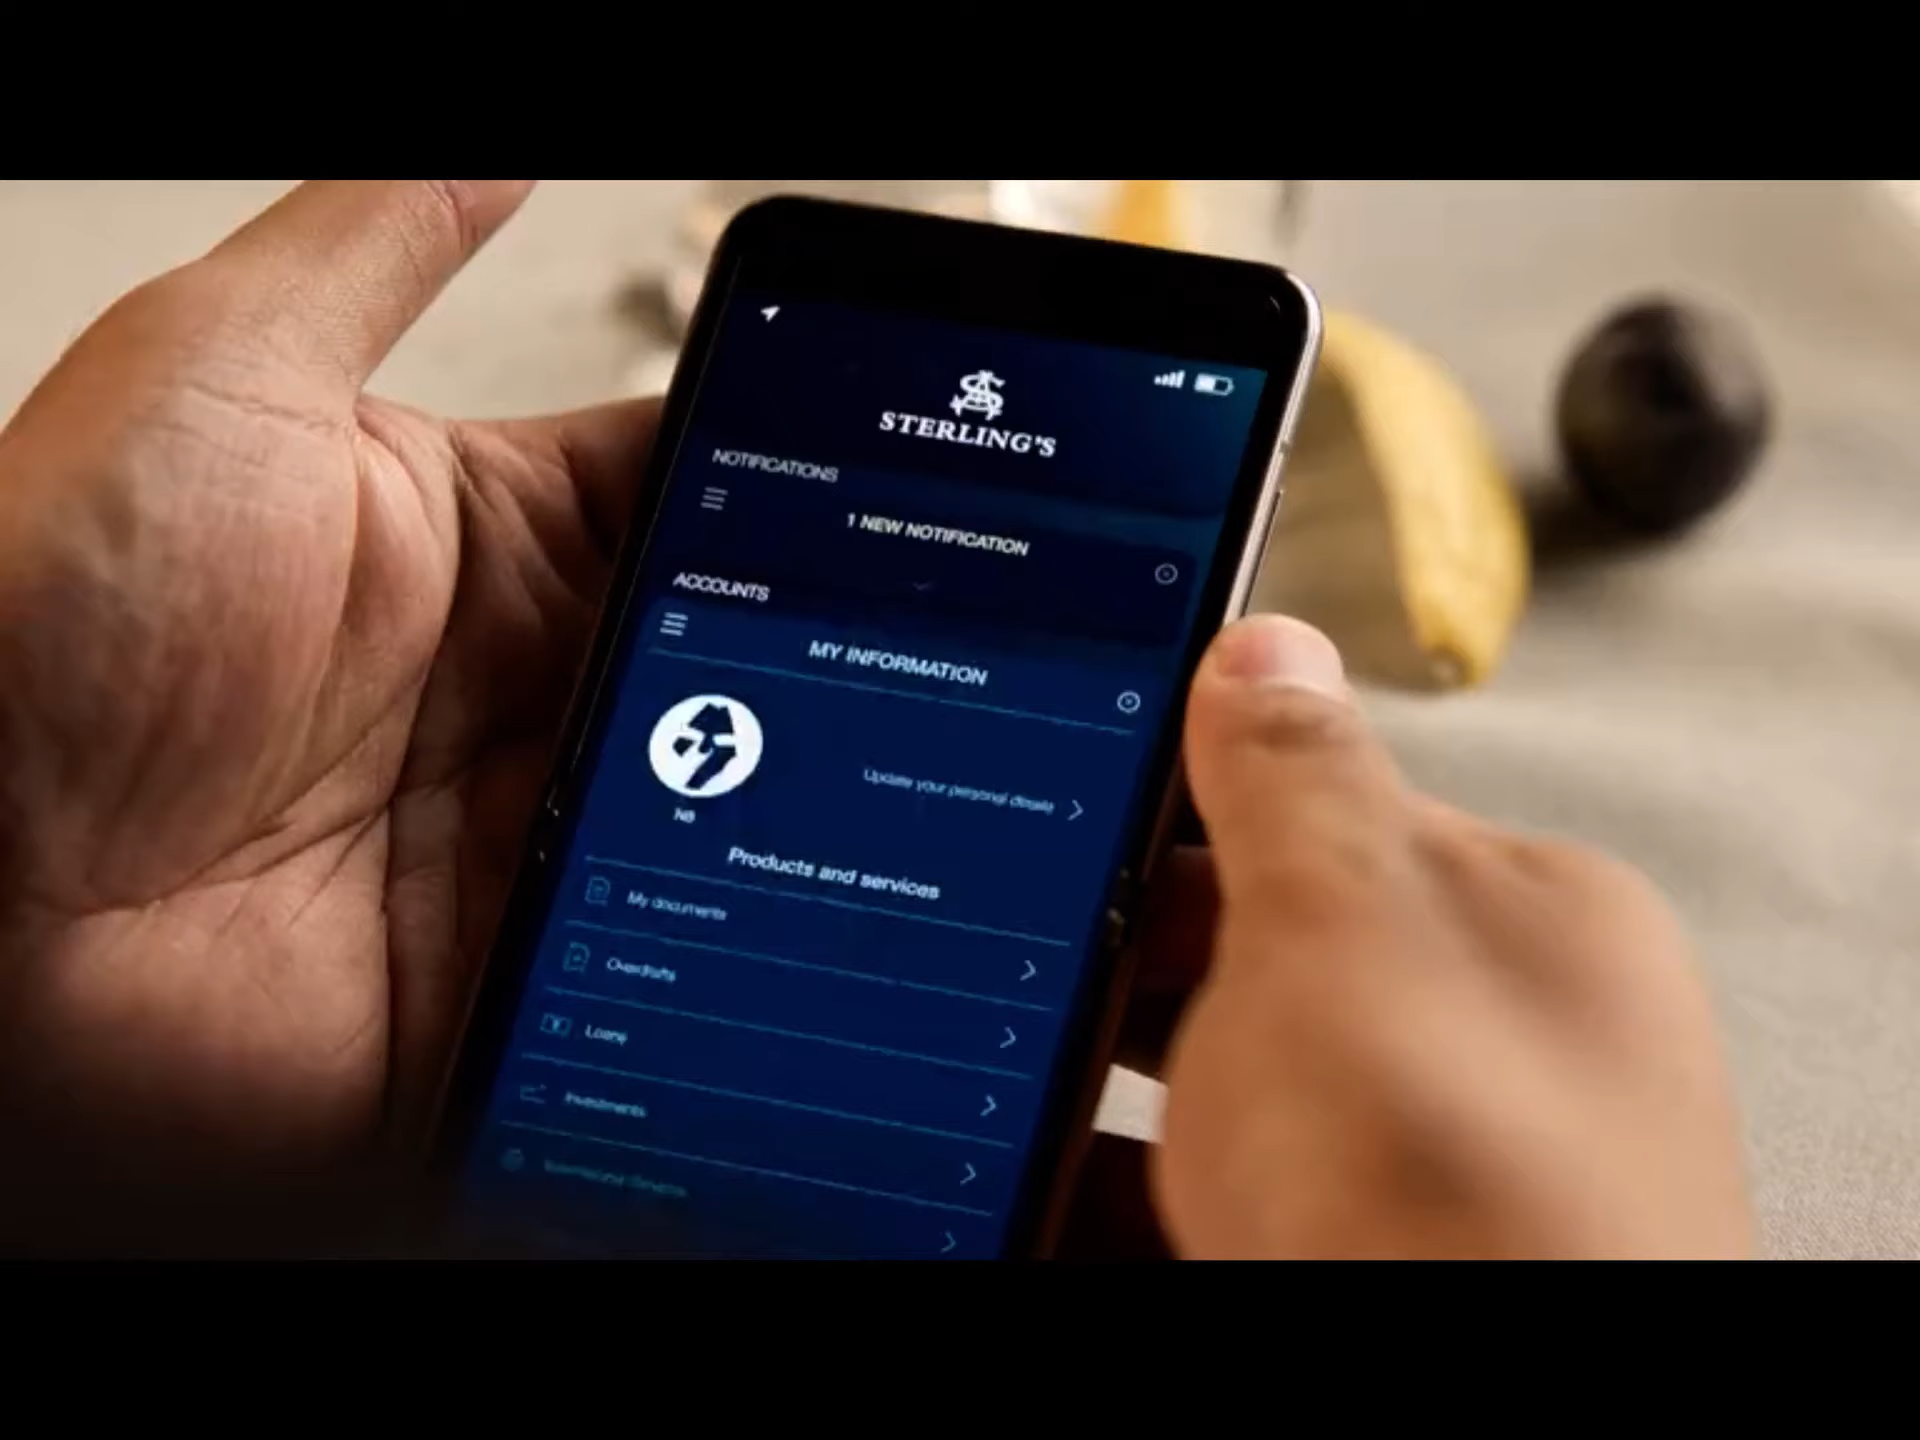 STERLING'S
NOTIFICATIONS
1 NEW NOTIFICATION
ACCOUNTS
MY INFORMATION
Update your personal details
NB
Products and services
My documents
Overdrafts
Loans
Investments